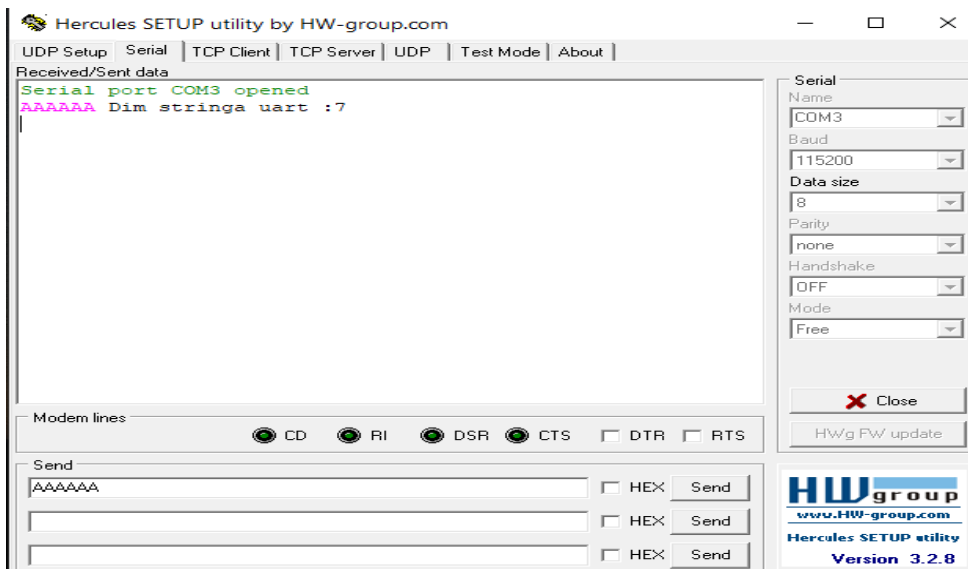 Hercules SETUP utility by HW-group.com
UDP Setup Serial TCP Client TCP Server UDP Test Mode About
Received/Sent data
Serial port COM3 opened
AAAAAA Dim stringa uart :7
Serial
Name
COM3
Baud
115200
Data size
8
Parity
none
Handshake
OFF
Mode
Free
Close
HWg FW update
Modem lines
CD RI DSR CTS DTR RTS
Send
AAAAAA HEX Send
HEX Send
HEX Send
HW group
www.HW-group.com
Hercules SETUP utility
Version 3.2.8